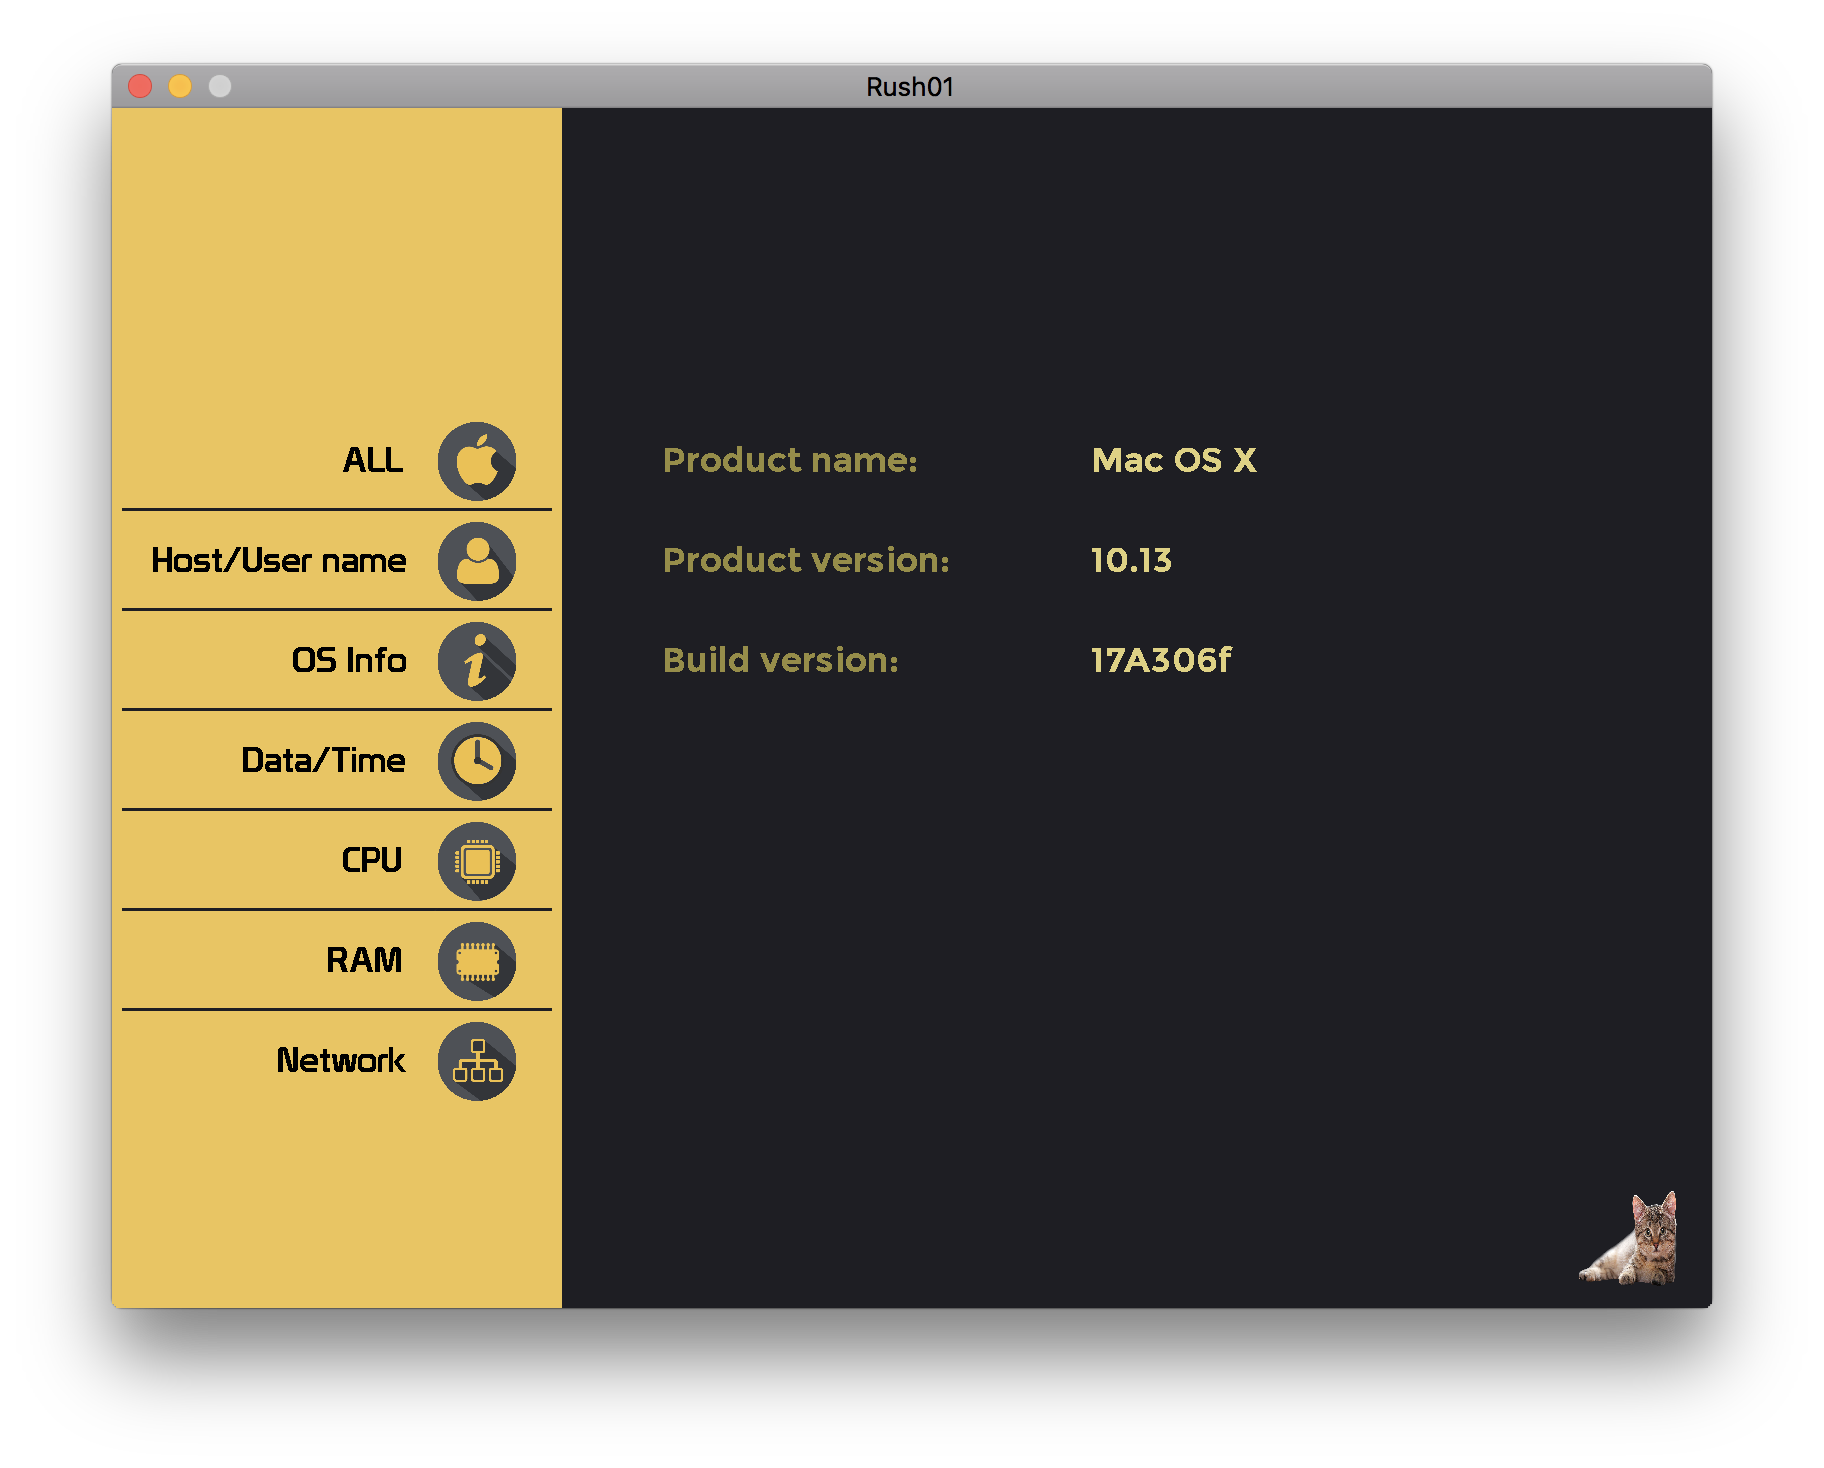 Rush01
ALL
Host/User name
OS Info
Data/Time
CPU
RAM
Network
Product name: Mac OS X
Product version: 10.13
Build version: 17A306f